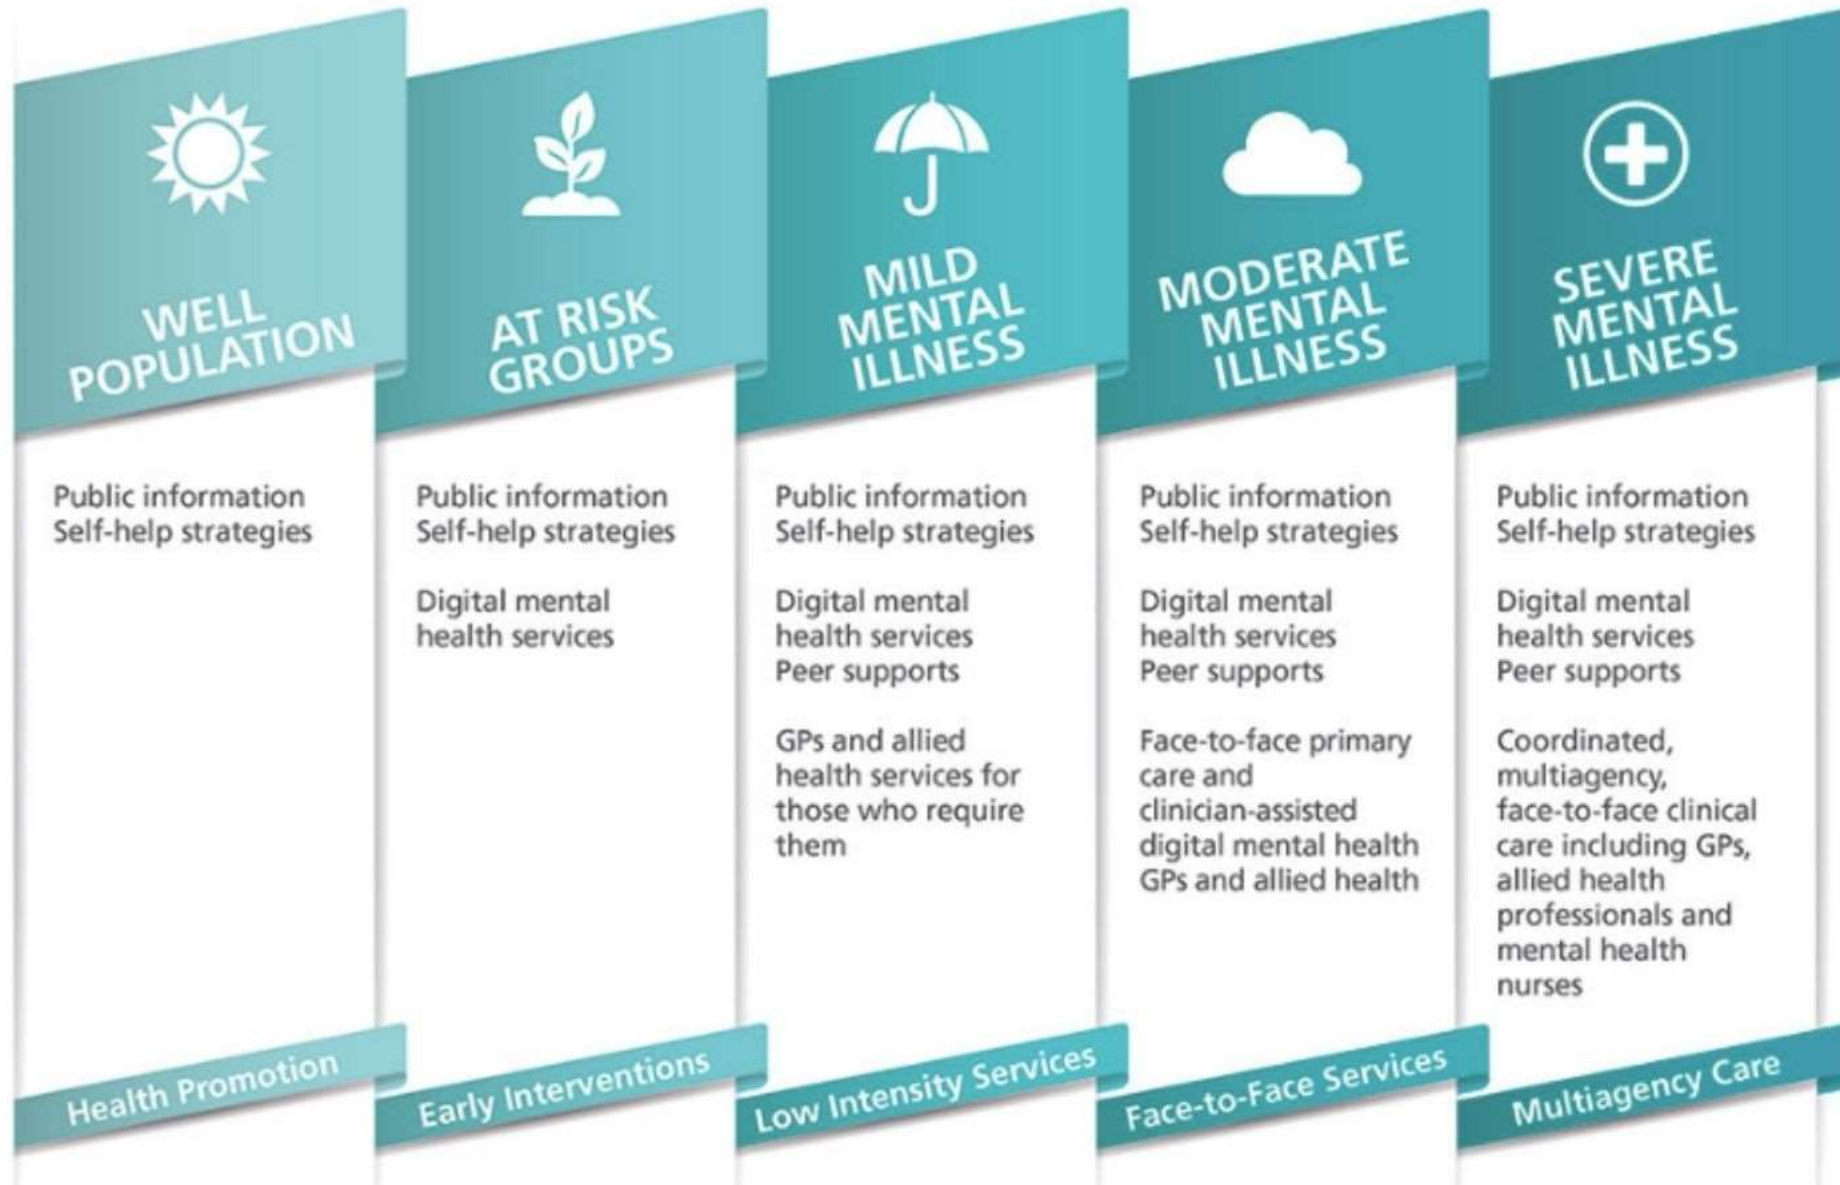 WELL
POPULATION
Public information
Self-help strategies
Health Promotion
AT RISK
GROUPS
Public information
Self-help strategies
Digital mental
health services
Early Interventions
MILD
MENTAL
ILLNESS
Public information
Self-help strategies
Digital mental
health services
Peer supports
GPs and allied
health services for
those who require
them
Low Intensity Services
MODERATE
MENTAL
ILLNESS
Public information
Self-help strategies
Digital mental
health services
Peer supports
Face-to-face primary
care and
clinician-assisted
digital mental health
GPs and allied health
Face-to-Face Services
SEVERE
MENTAL
ILLNESS
Public information
Self-help strategies
Digital mental
health services
Peer supports
Coordinated,
multiagency,
face-to-face clinical
care including GPs,
allied health
professionals and
mental health
nurses
Multiagency Care